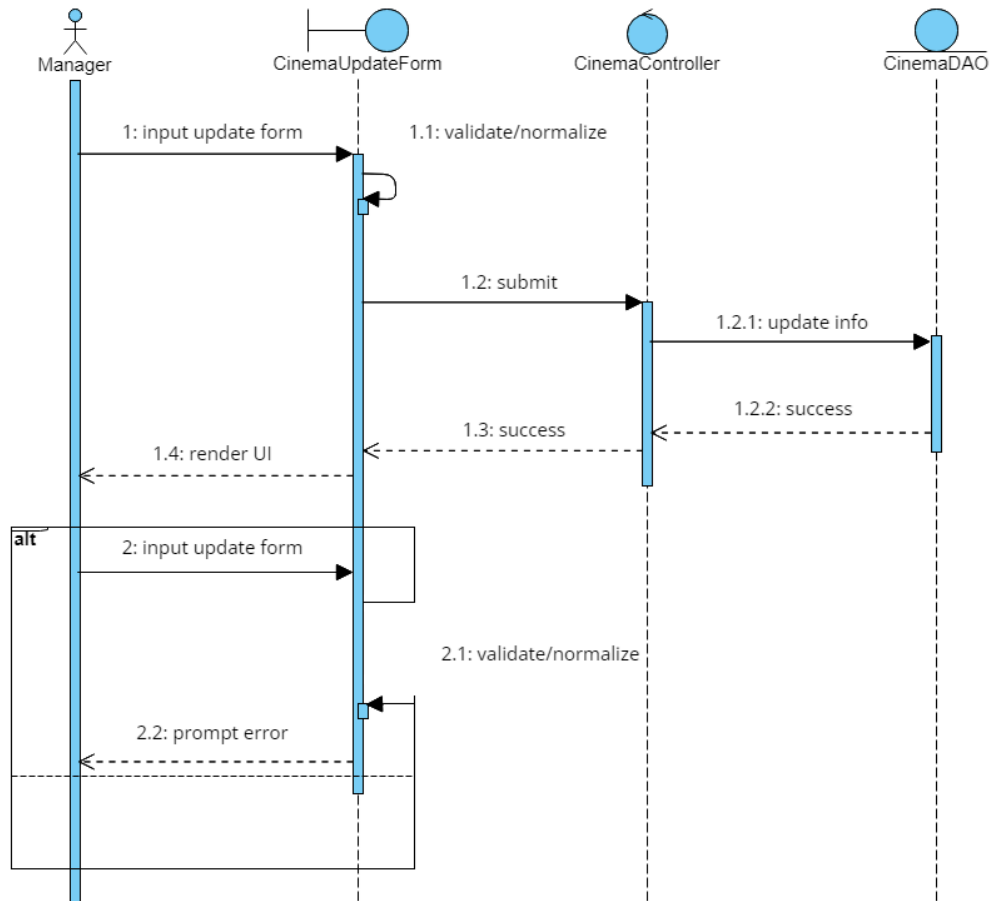 Manager
CinemaUpdateForm
CinemaController
CinemaDAO
1: input update form
1.1: validate/normalize
1.2: submit
1.2.1: update info
1.2.2: success
1.3: success
1.4: render UI
alt
2: input update form
2.1: validate/normalize
2.2: prompt error